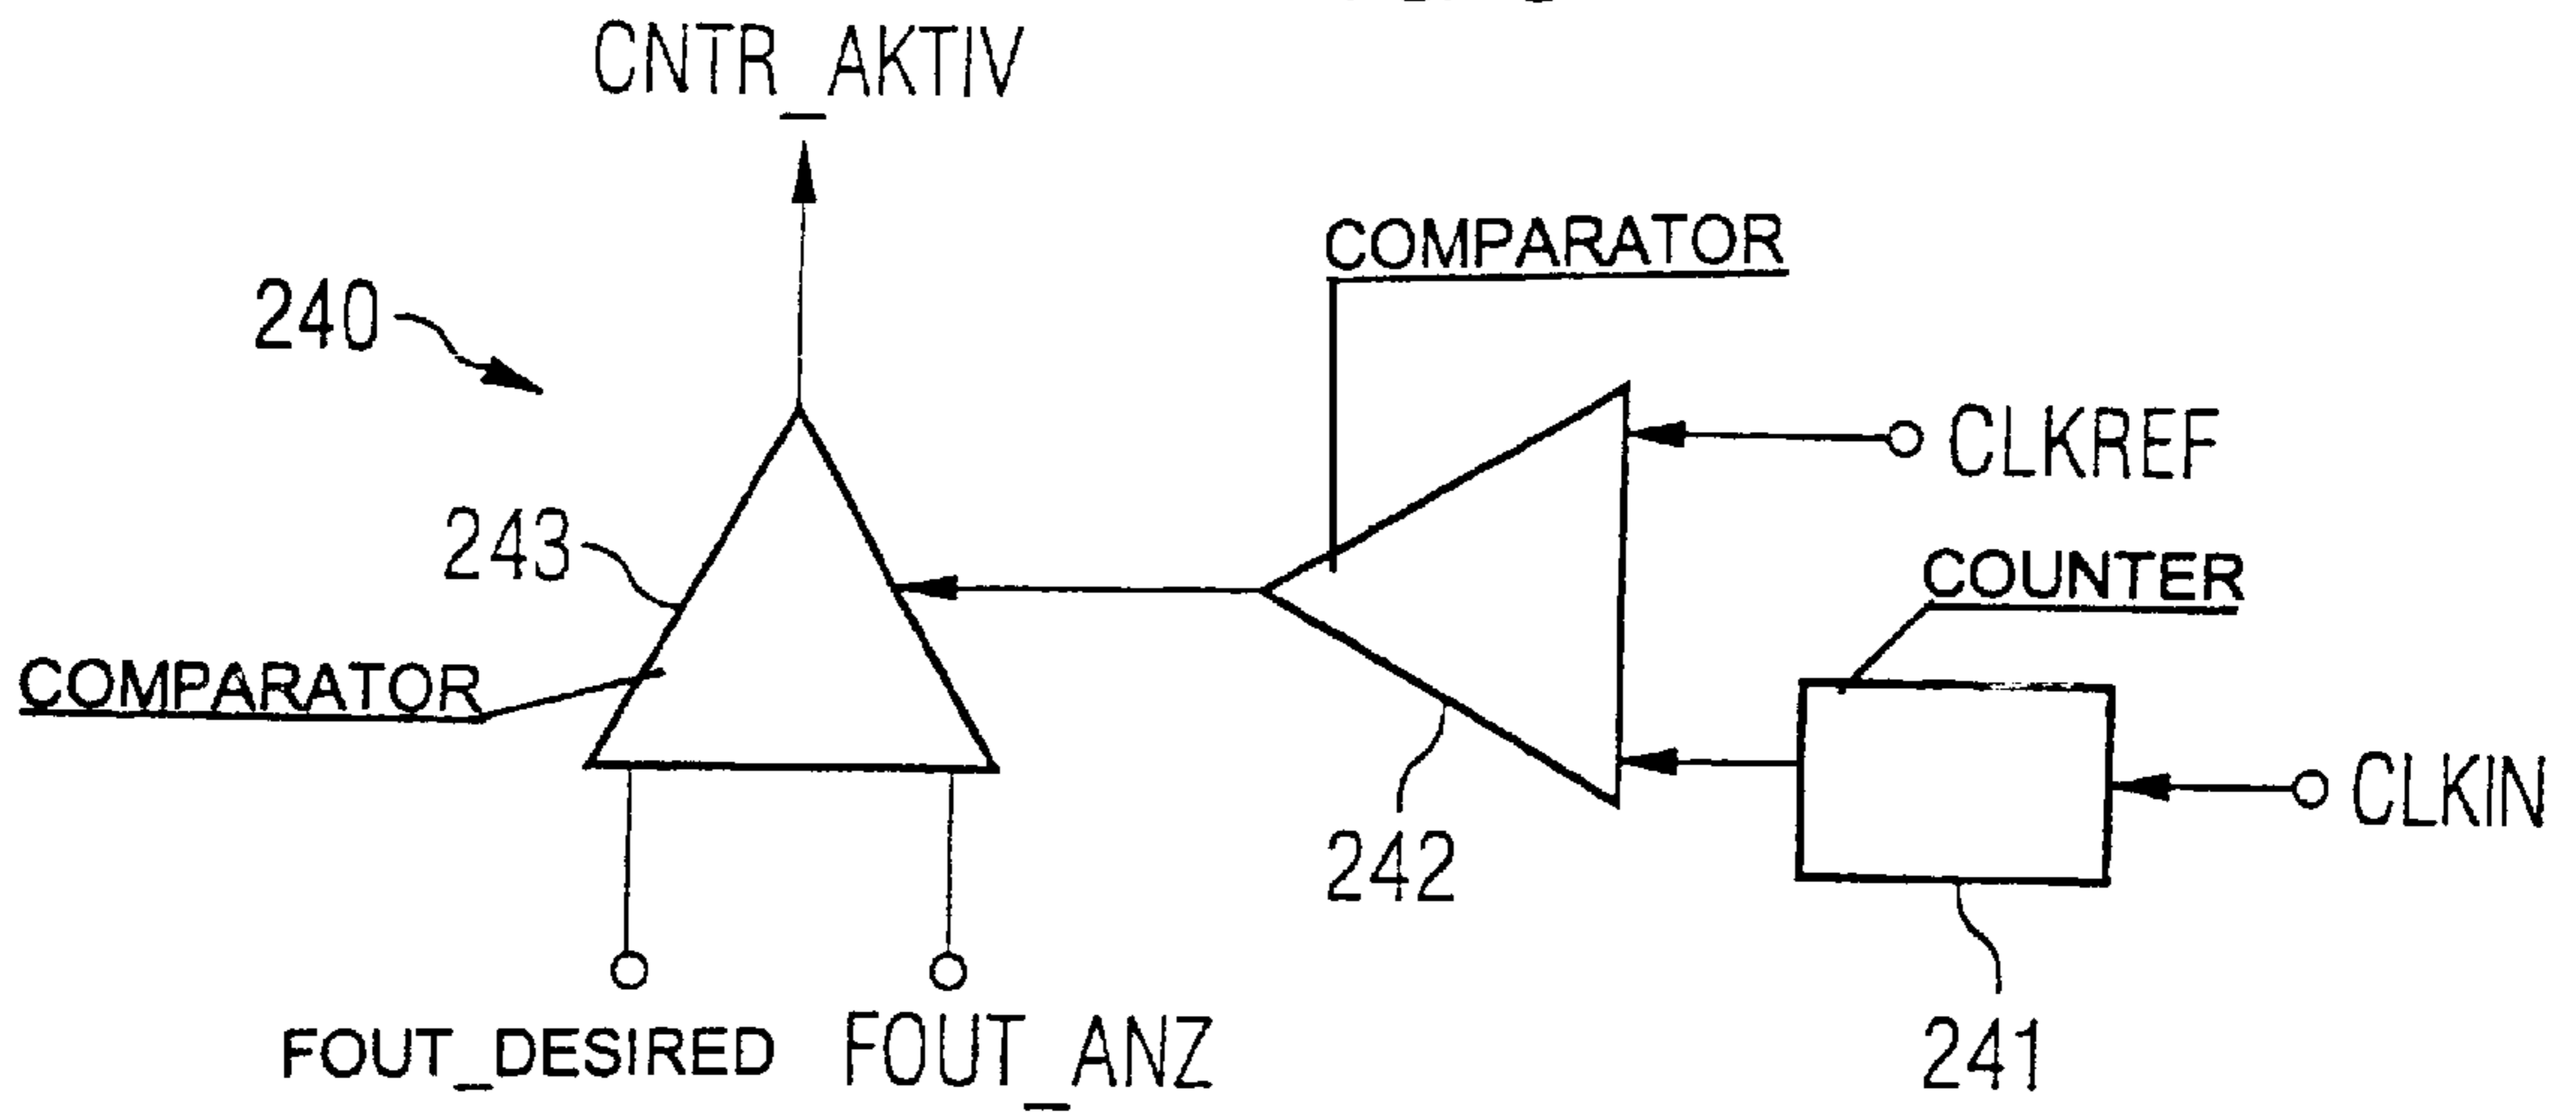 CNTR_AKTIV
COMPARATOR
240
CLKREF
243
COUNTER
COMPARATOR
CLKIN
242
FOUT_DESIRED
FOUT_ANZ
241